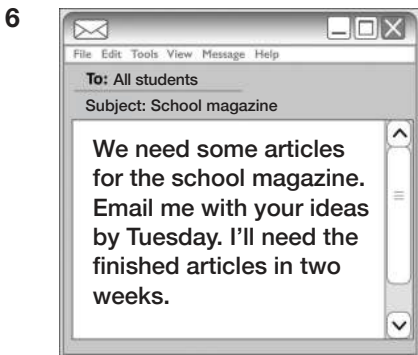 6
File Edit Tools View Message Help
To: All students
Subject: School magazine
We need some articles
for the school magazine.
Email me with your ideas
by Tuesday. I'll need the
finished articles in two
weeks.